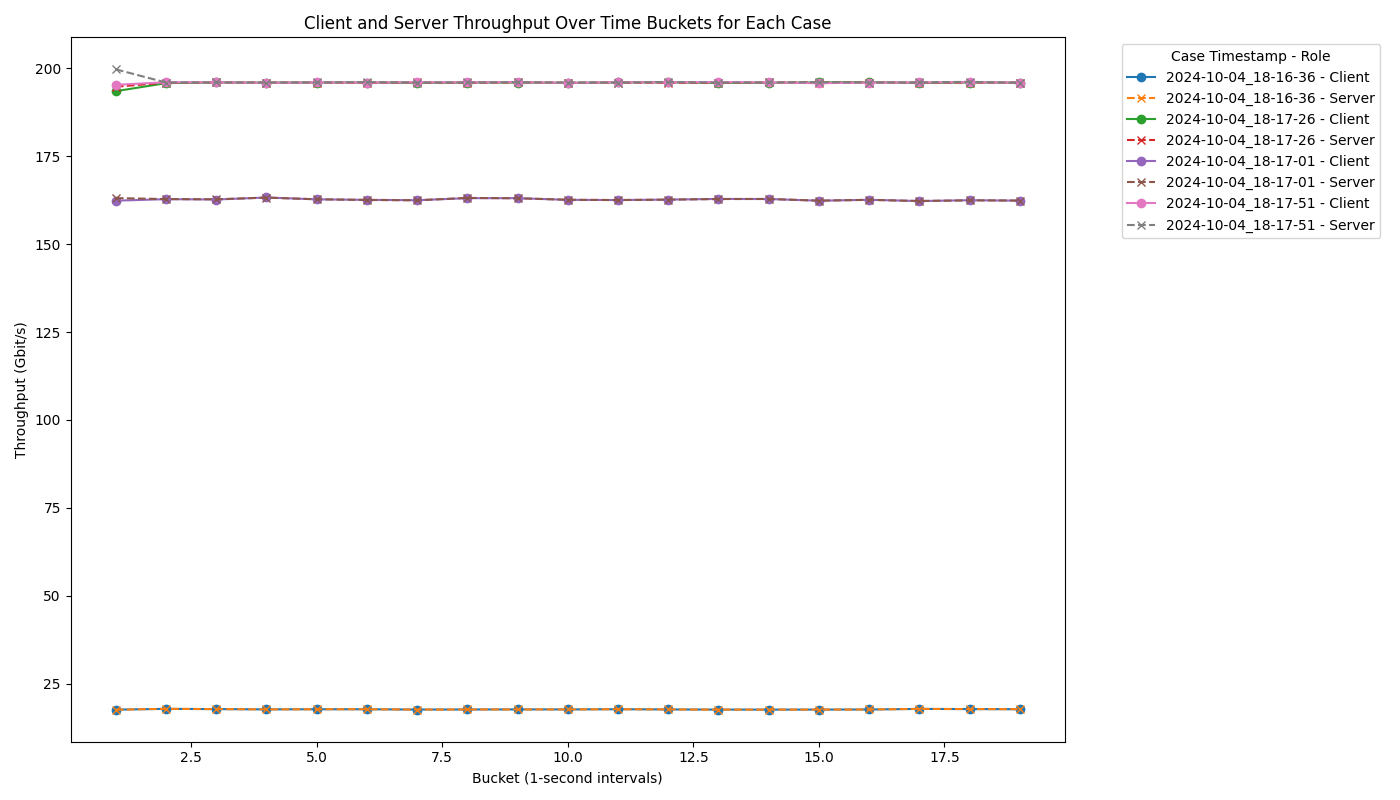 Client and Server Throughput Over Time Buckets for Each Case
Throughput (Gbit/s)
200
175
150
125
100
75
50
25
2.5
5.0
7.5
10.0
12.5
15.0
17.5
Bucket (1-second intervals)
Case Timestamp - Role
2024-10-04_18-16-36 - Client
2024-10-04_18-16-36 - Server
2024-10-04_18-17-26 - Client
2024-10-04_18-17-26 - Server
2024-10-04_18-17-01 - Client
2024-10-04_18-17-01 - Server
2024-10-04_18-17-51 - Client
2024-10-04_18-17-51 - Server